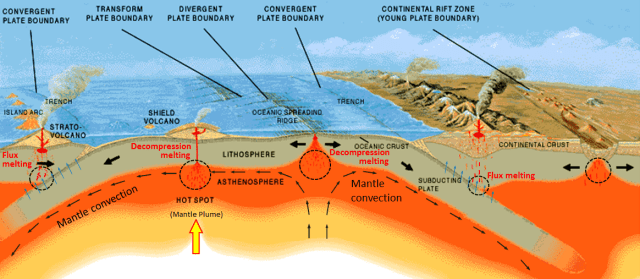 CONVERGENT
PLATE BOUNDARY
TRANSFORM
PLATE BOUNDARY
DIVERGENT
PLATE BOUNDARY
CONVERGENT
PLATE BOUNDARY
CONTINENTAL RIFT ZONE
(YOUNG PLATE BOUNDARY)
TRENCH
TRENCH
ISLAND ARC
STRATO-
VOLCANO
SHIELD
VOLCANO
OCEANIC SPREADING
RIDGE
Flux
melting
Decompression
melting
LITHOSPHERE
Decompression
melting
OCEANIC CRUST
CONTINENTAL CRUST
Flux melting
ASTHENOSPHERE
SUBDUCTING
PLATE
Mantle convection
HOT SPOT
(Mantle Plume)
Mantle
convection